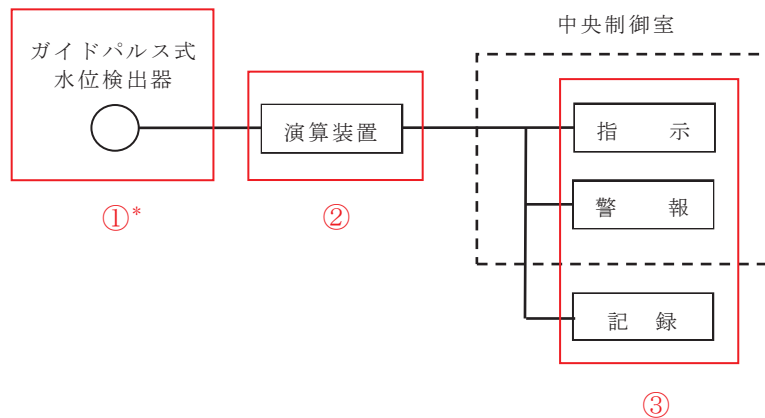 中央制御室
ガイドパルス式
水位検出器
演算装置
指 示
警 報
記 録
①*
②
③